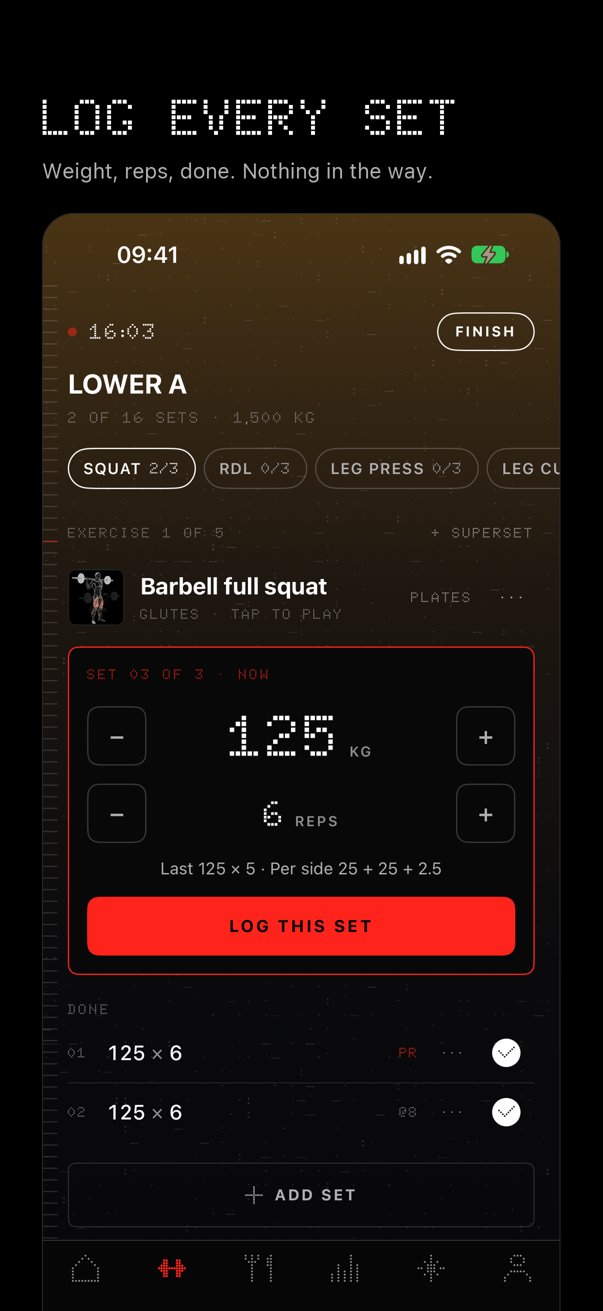 LOG EVERY SET
Weight, reps, done. Nothing in the way.
09:41
16:03 FINISH
LOWER A
2 OF 16 SETS · 1,500 KG
SQUAT 2/3 RDL 0/3 LEG PRESS 0/3 LEG CU
EXERCISE 1 OF 5 + SUPERSET
Barbell full squat
PLATES ···
GLUTES · TAP TO PLAY
SET 03 OF 3 · NOW
− 125 KG +
− 6 REPS +
Last 125 × 5 · Per side 25 + 25 + 2.5
LOG THIS SET
DONE
01 125 × 6 PR ···
02 125 × 6 @8 ···
+ ADD SET